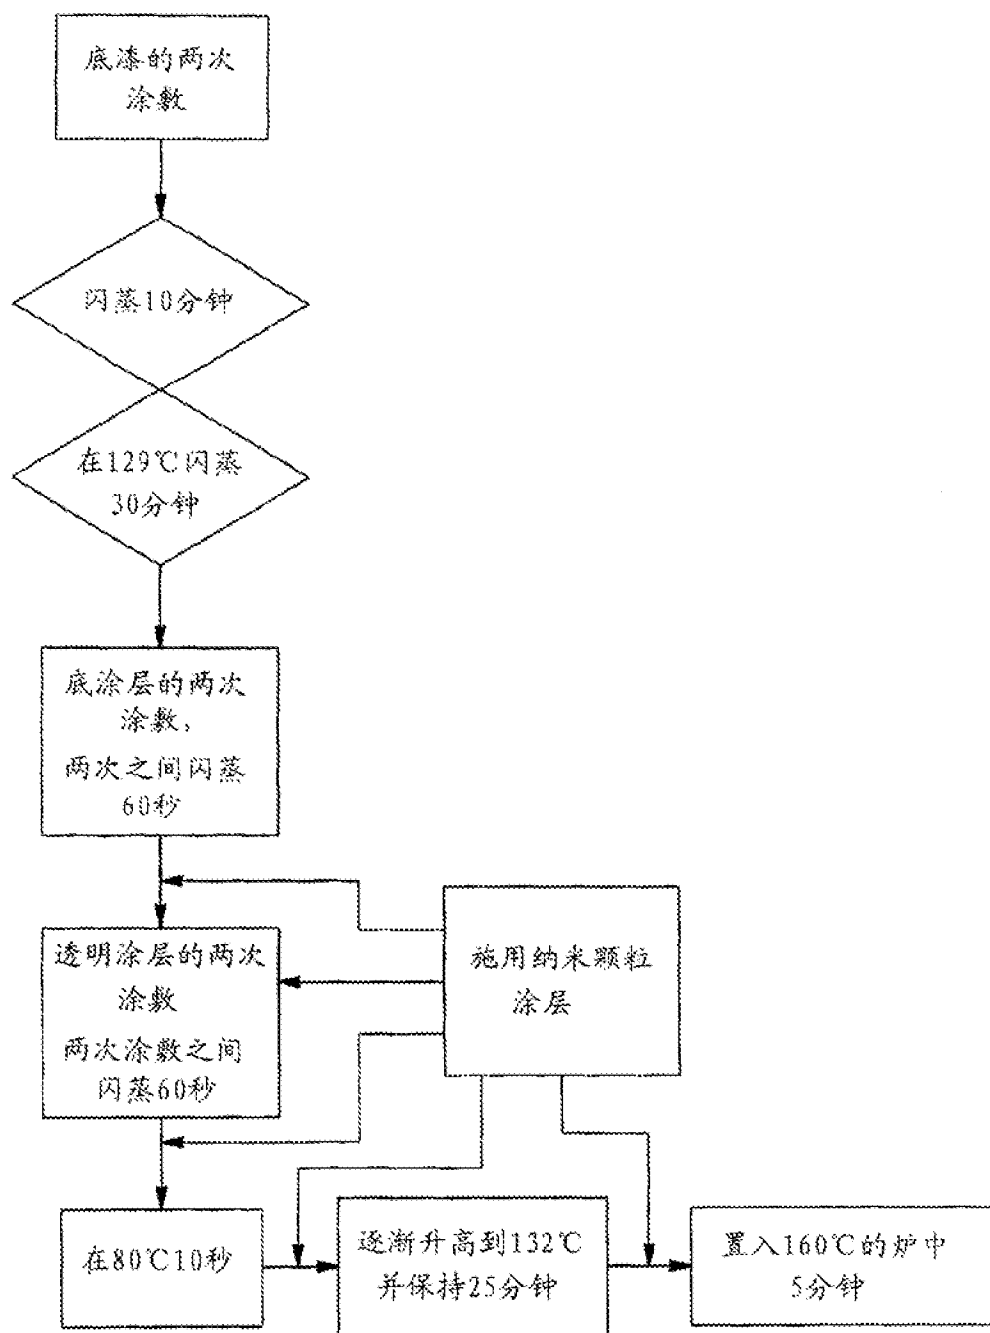 底漆的两次
涂敷
闪蒸10分钟
在129℃闪蒸
30分钟
底涂层的两次
涂敷,
两次之间闪蒸
60秒
透明涂层的两次
涂敷
两次涂敷之间
闪蒸60秒
施用纳米颗粒
涂层
在80℃10秒
逐渐升高到132℃
并保持25分钟
置入160℃的炉中
5分钟